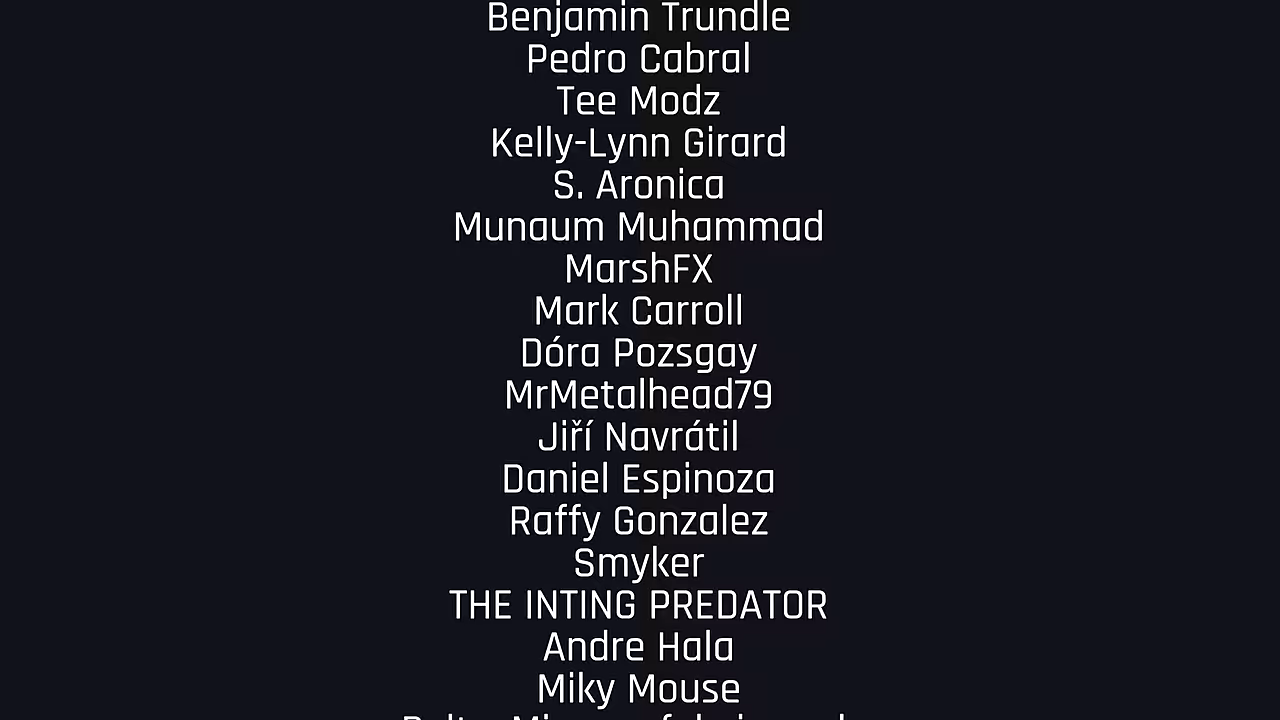 Benjamin Trundle
Pedro Cabral
Tee Modz
Kelly-Lynn Girard
S. Aronica
Munaum Muhammad
MarshFX
Mark Carroll
Dóra Pozsgay
MrMetalhead79
Jiří Navrátil
Daniel Espinoza
Raffy Gonzalez
Smyker
THE INTING PREDATOR
Andre Hala
Miky Mouse